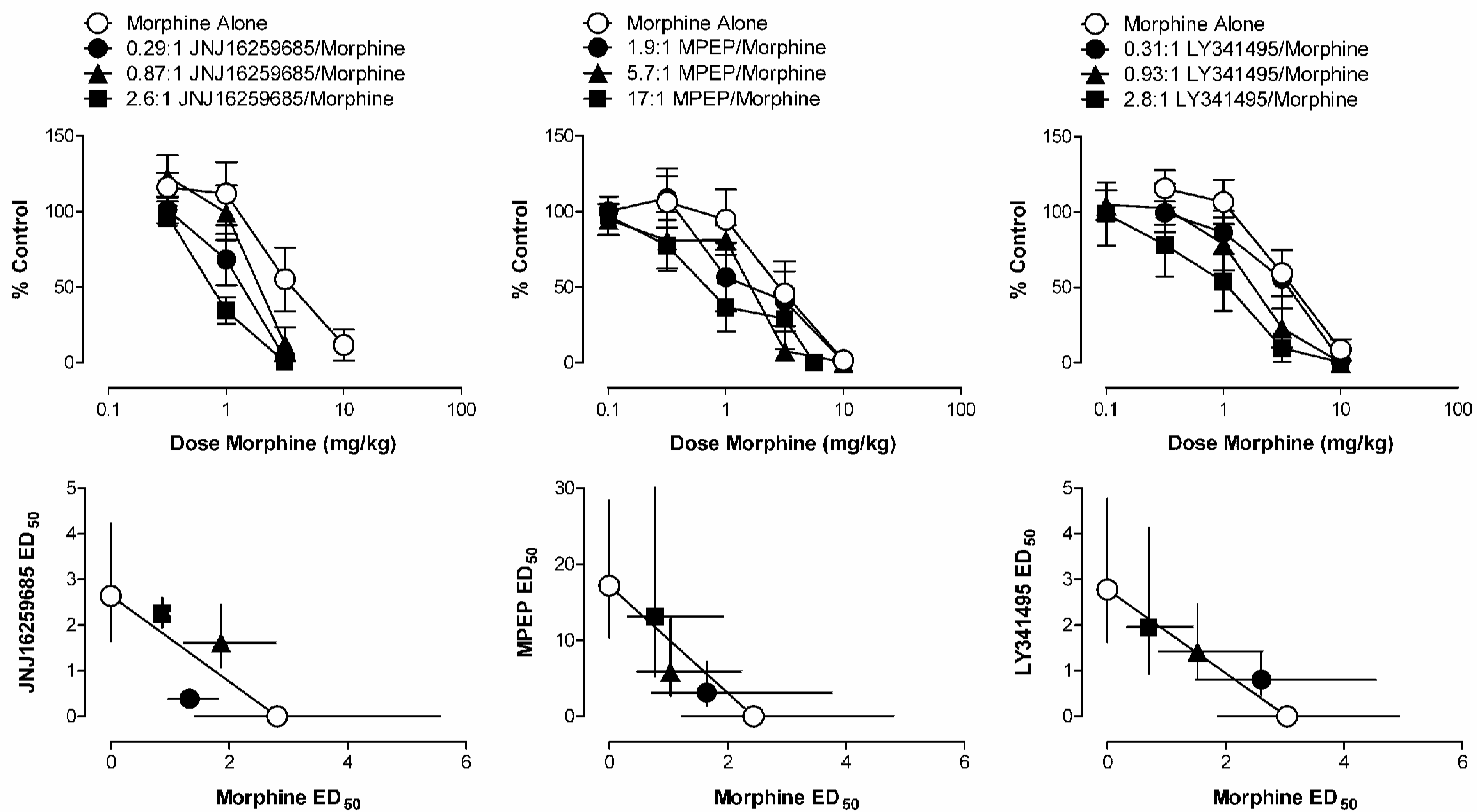 Morphine Alone
0.29:1 JNJ16259685/Morphine
0.87:1 JNJ16259685/Morphine
2.6:1 JNJ16259685/Morphine
Morphine Alone
1.9:1 MPEP/Morphine
5.7:1 MPEP/Morphine
17:1 MPEP/Morphine
Morphine Alone
0.31:1 LY341495/Morphine
0.93:1 LY341495/Morphine
2.8:1 LY341495/Morphine
% Control
150
100
50
0
0.1 1 10 100
Dose Morphine (mg/kg)
% Control
150
100
50
0
0.1 1 10 100
Dose Morphine (mg/kg)
% Control
150
100
50
0
0.1 1 10 100
Dose Morphine (mg/kg)
JNJ16259685 ED50
5
4
3
2
1
0
0 2 4 6
Morphine ED50
MPEP ED50
30
20
10
0
0 2 4 6
Morphine ED50
LY341495 ED50
5
4
3
2
1
0
0 2 4 6
Morphine ED50